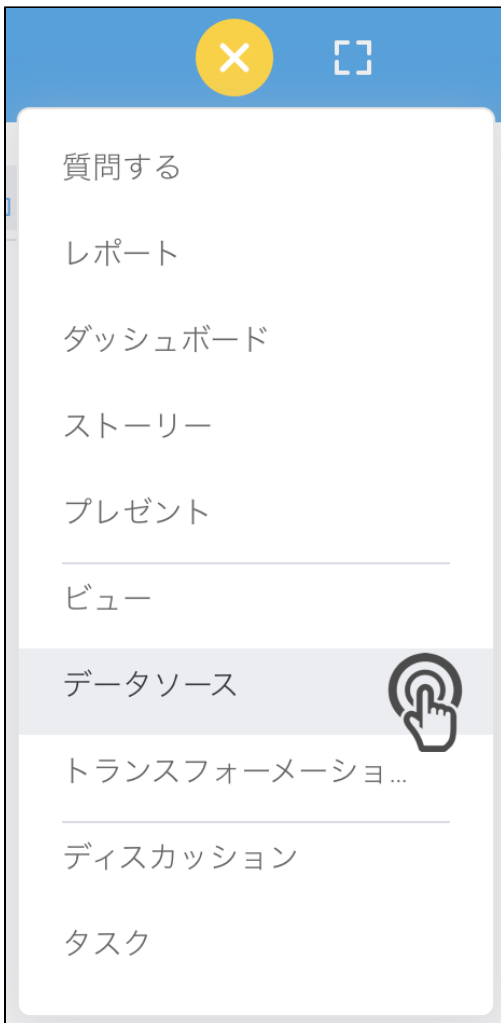 質問する
レポート
ダッシュボード
ストーリー
プレゼント
ビュー
データソース
トランスフォーメーショ...
ディスカッション
タスク